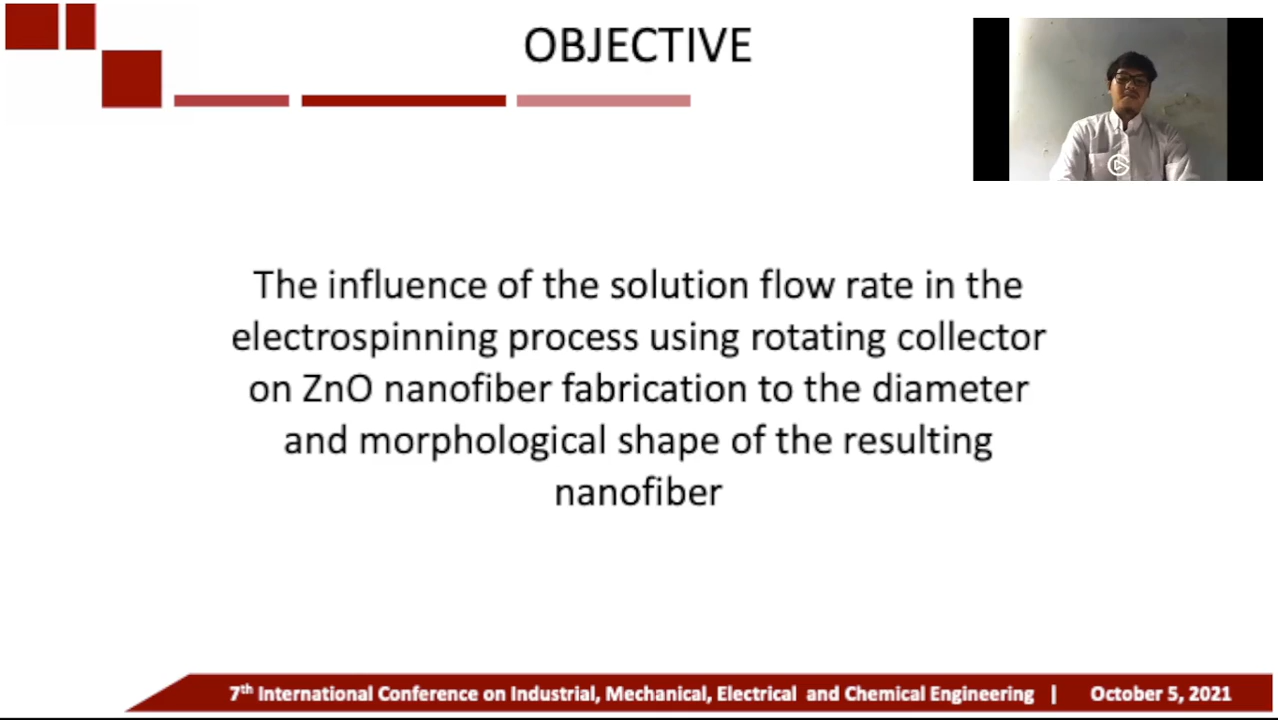 OBJECTIVE
The influence of the solution flow rate in the
electrospinning process using rotating collector
on ZnO nanofiber fabrication to the diameter
and morphological shape of the resulting
nanofiber
7th International Conference on Industrial, Mechanical, Electrical and Chemical Engineering | October 5, 2021